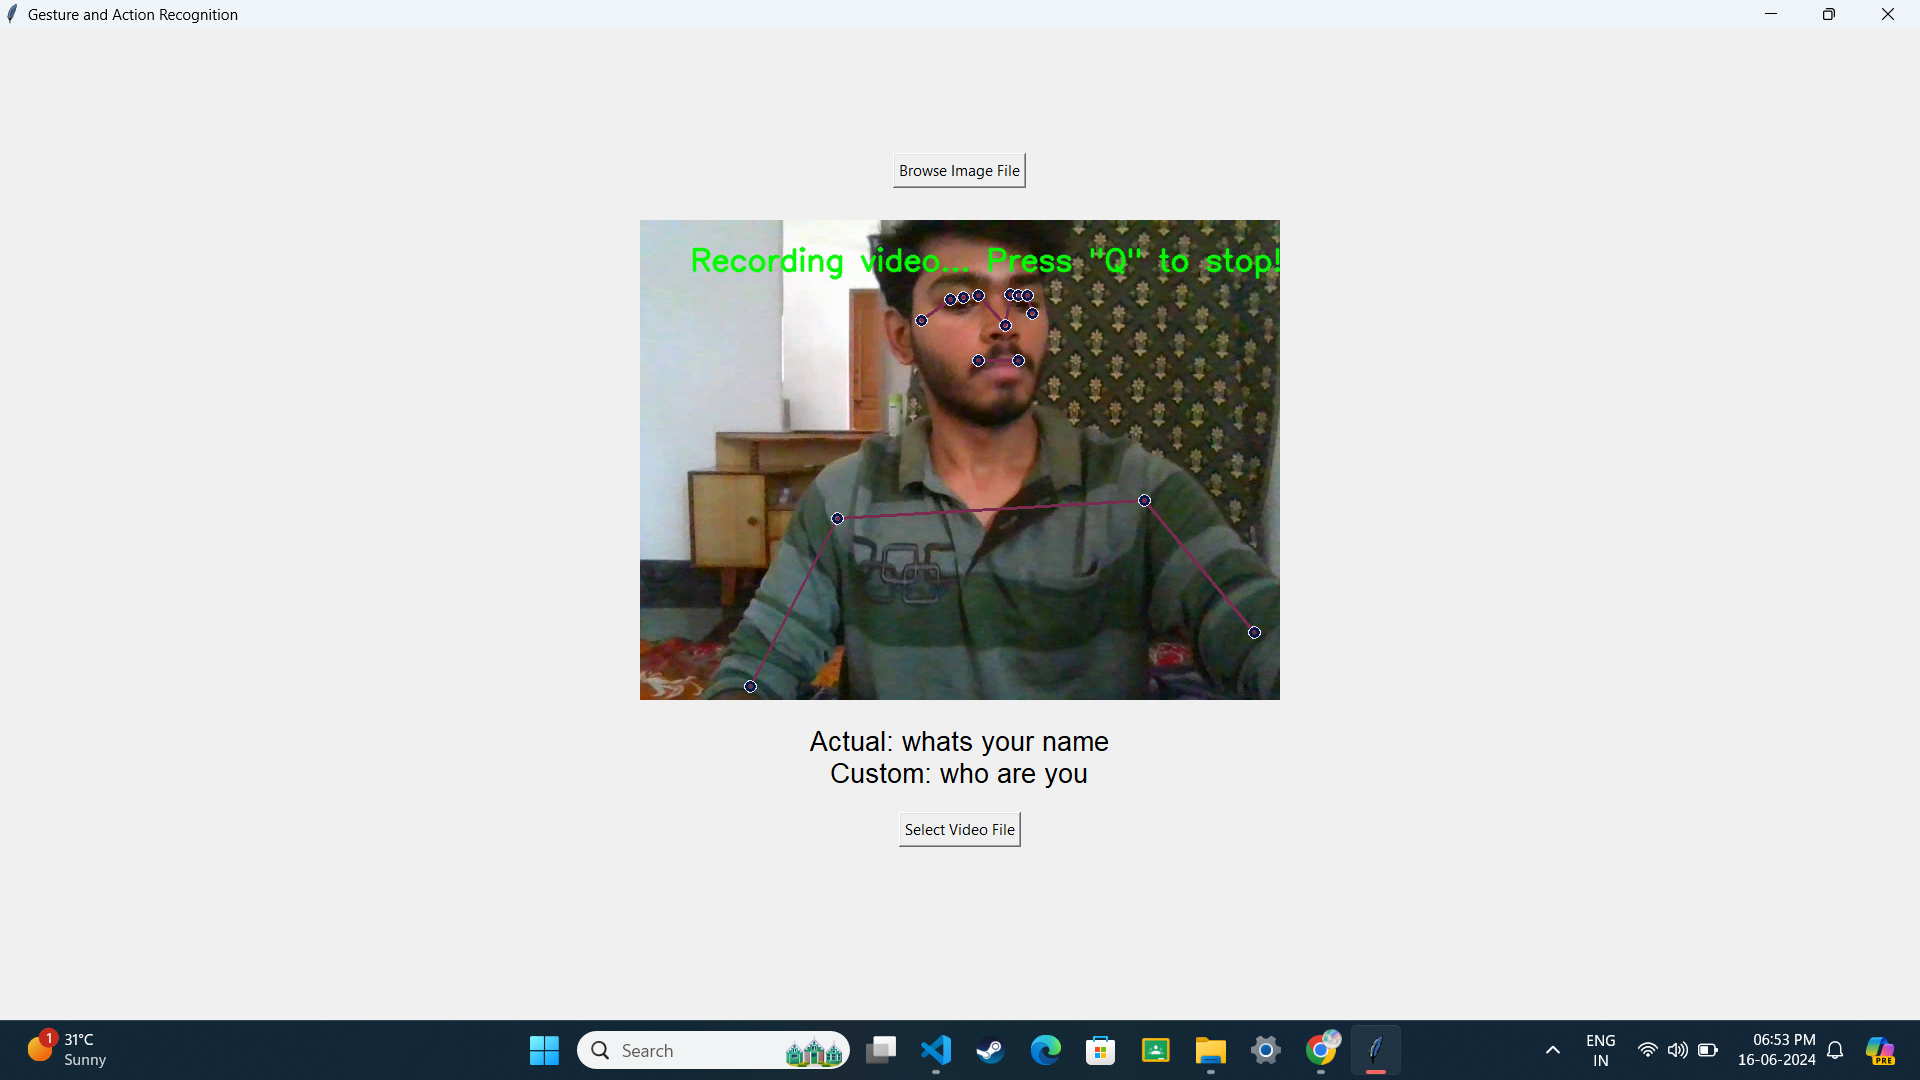 Gesture and Action Recognition
Browse Image File
Recording video... Press "Q" to stop!
Actual: whats your name
Custom: who are you
Select Video File
1
31°C
Sunny
Search
ENG
IN
06:53 PM
16-06-2024
PRE